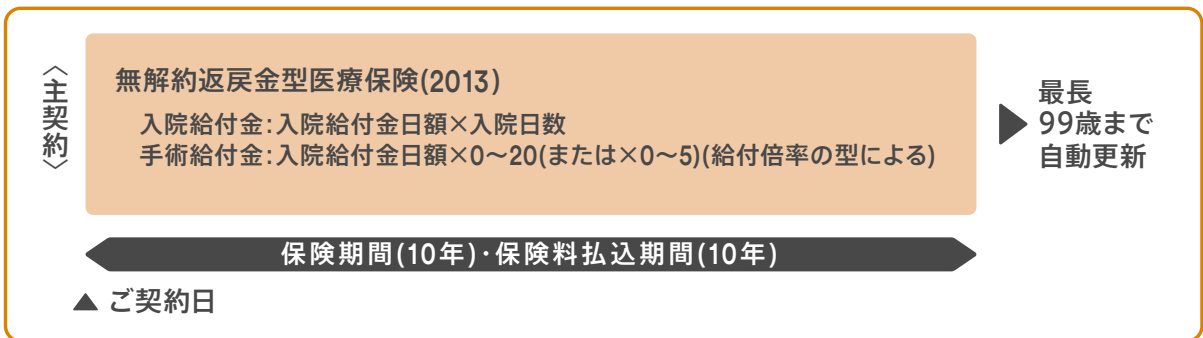 〈主契約〉
無解約返戻金型医療保険(2013)
入院給付金:入院給付金日額×入院日数
手術給付金:入院給付金日額×0～20(または×0～5)(給付倍率の型による)
▶最長
99歳まで
自動更新
保険期間(10年)・保険料払込期間(10年)
▲ご契約日